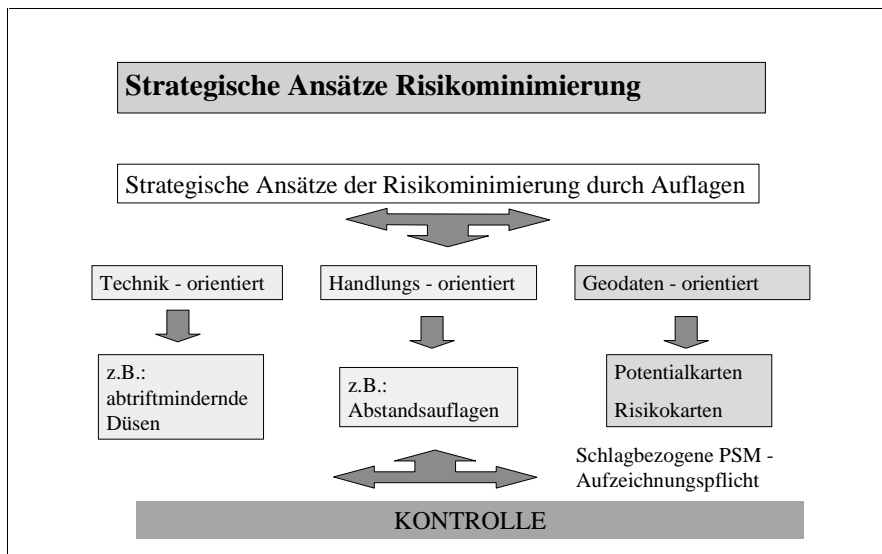 Strategische Ansätze Risikominimierung
Strategische Ansätze der Risikominimierung durch Auflagen
Technik - orientiert
Handlungs - orientiert
Geodaten - orientiert
z.B.:
abtriftmindernde
Düsen
z.B.:
Abstandsauflagen
Potentialkarten
Risikokarten
Schlagbezogene PSM -
Aufzeichnungspflicht
KONTROLLE